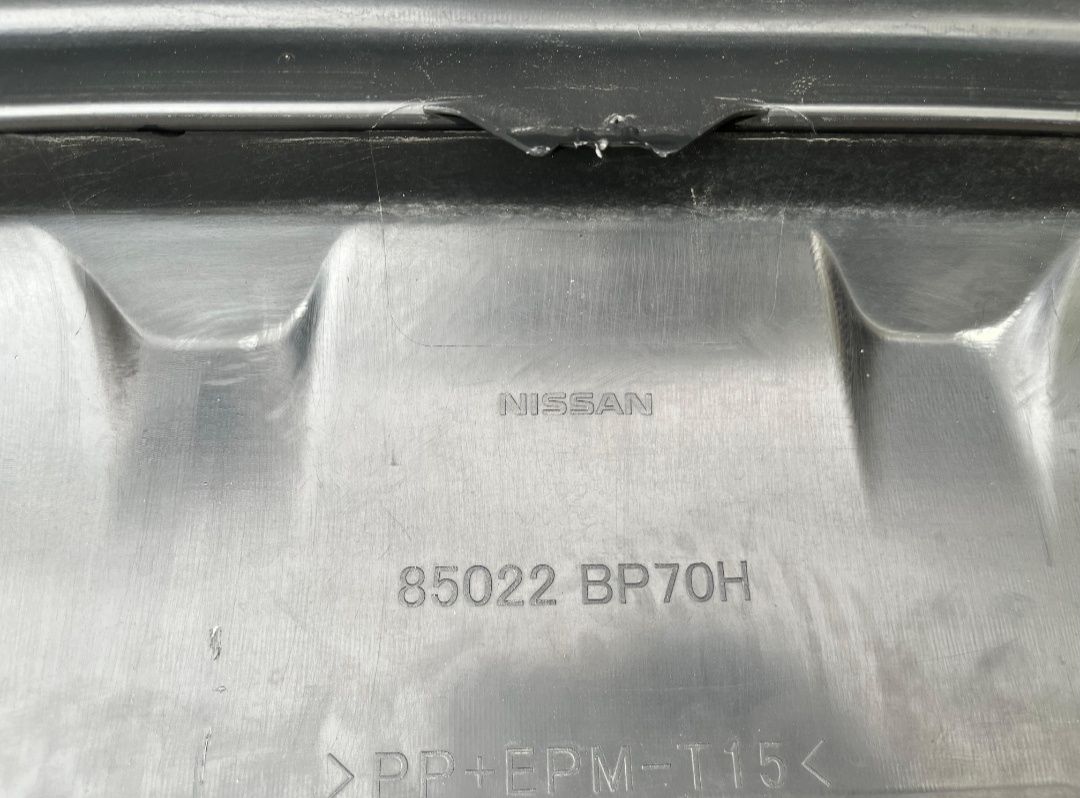 NISSAN
85022 BP70H
>PP+EPM-T15<